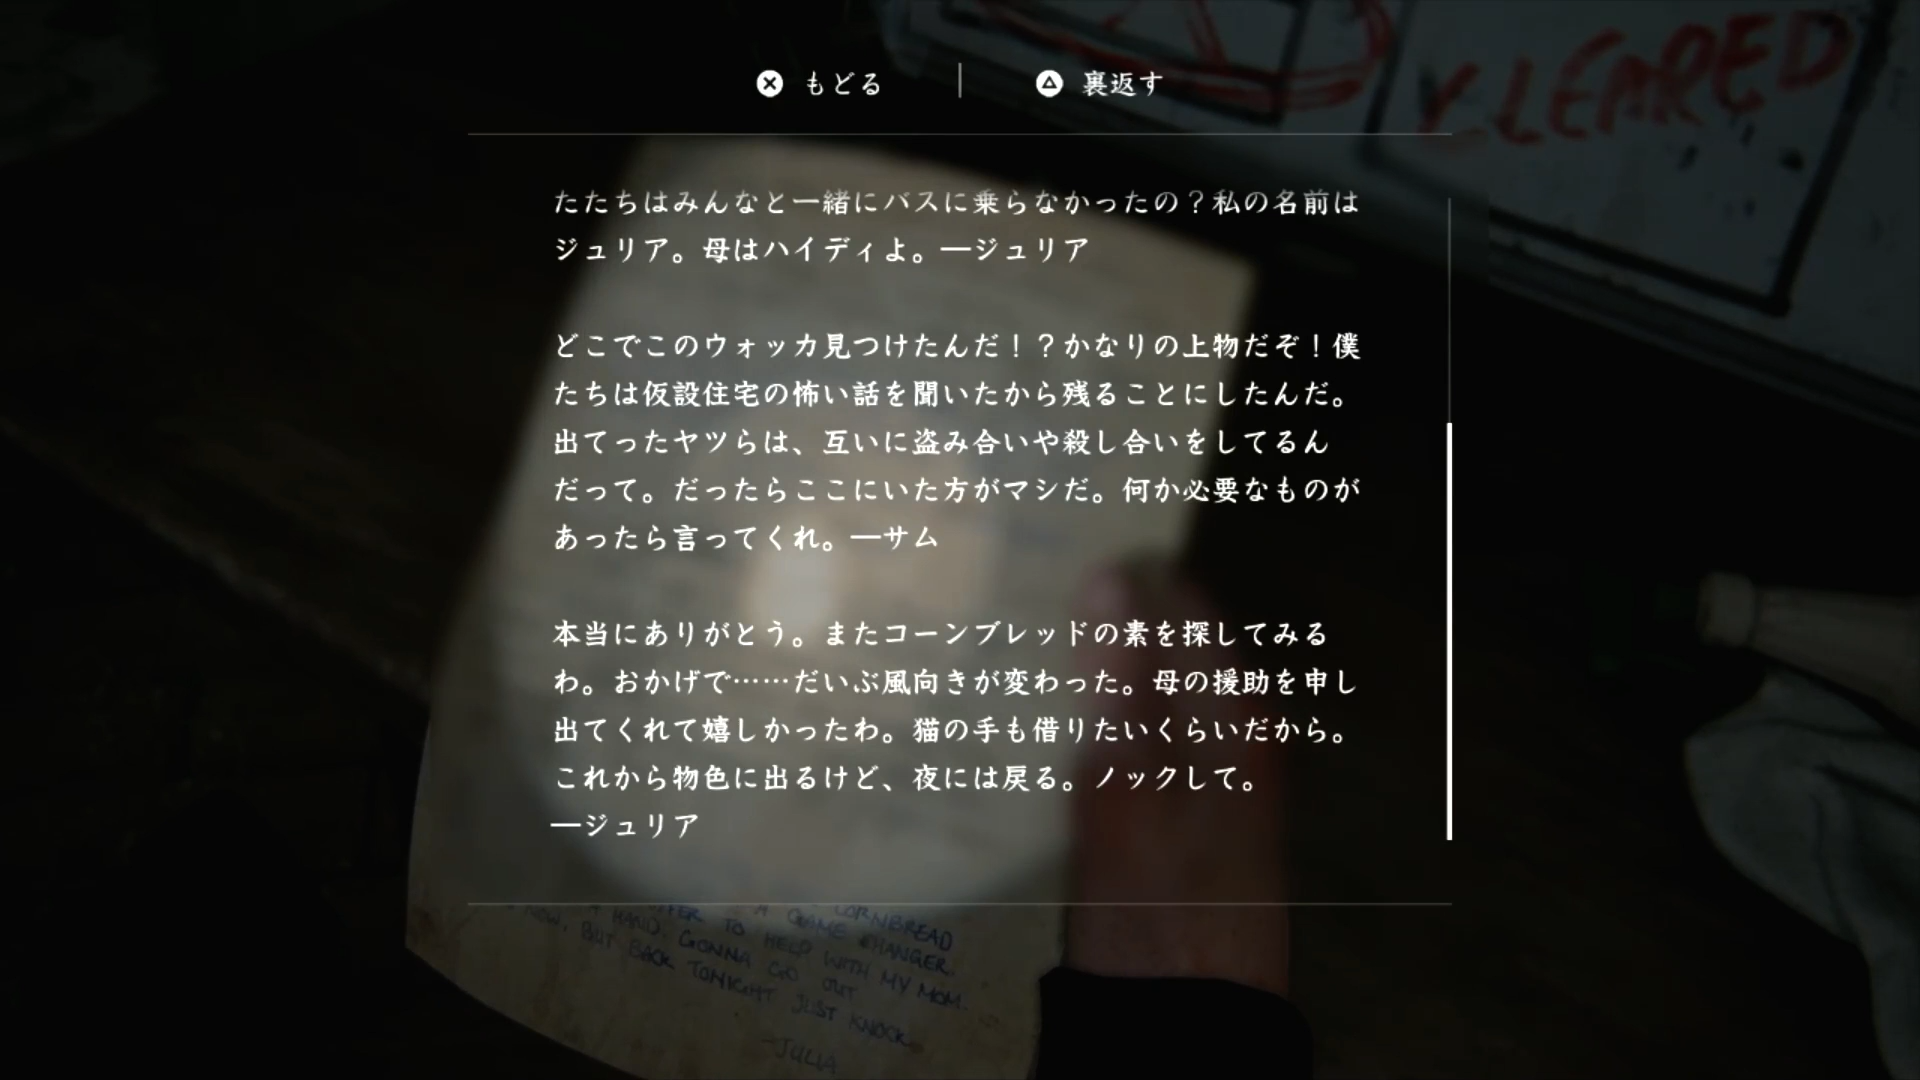 もどる
裏返す
CLEARED
たたちはみんなと一緒にバスに乗らなかったの？私の名前は
ジュリア。母はハイディよ。―ジュリア
どこでこのウォッカ見つけたんだ！？かなりの上物だぞ！僕
たちは仮設住宅の怖い話を聞いたから残ることにしたんだ。
出てったヤツらは、互いに盗み合いや殺し合いをしてるん
だって。だったらここにいた方がマシだ。何か必要なものが
あったら言ってくれ。―サム
本当にありがとう。またコーンブレッドの素を探してみる
わ。おかげで……だいぶ風向きが変わった。母の援助を申し
出てくれて嬉しかったわ。猫の手も借りたいくらいだから。
これから物色に出るけど、夜には戻る。ノックして。
―ジュリア
CORNBREAD
A GAME CHANGER.
OFFER TO HELP WITH MY MOM.
A HAND. GONNA GO OUT
NOW, BUT BACK TONIGHT JUST KNOCK.
-JULIA